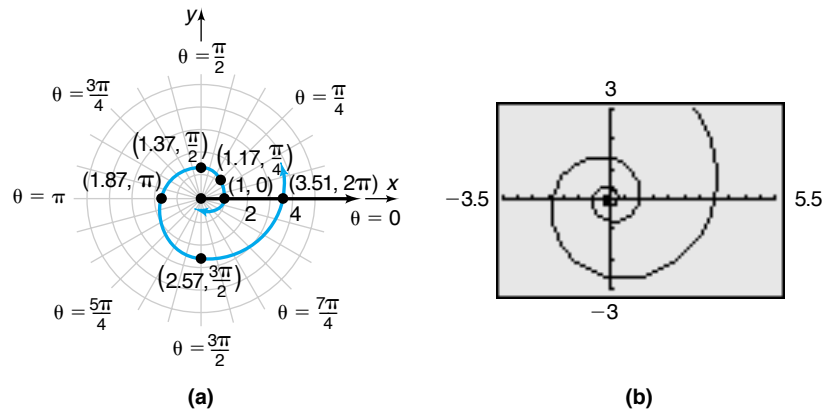 y
θ = π/2
θ = 3π/4
θ = π/4
(1.37, π/2)
(1.17, π/4)
(1.87, π)
(1, 0)
(3.51, 2π)
x
θ = π
2
4
θ = 0
(2.57, 3π/2)
θ = 5π/4
θ = 7π/4
θ = 3π/2
(a)
3
−3.5
5.5
−3
(b)